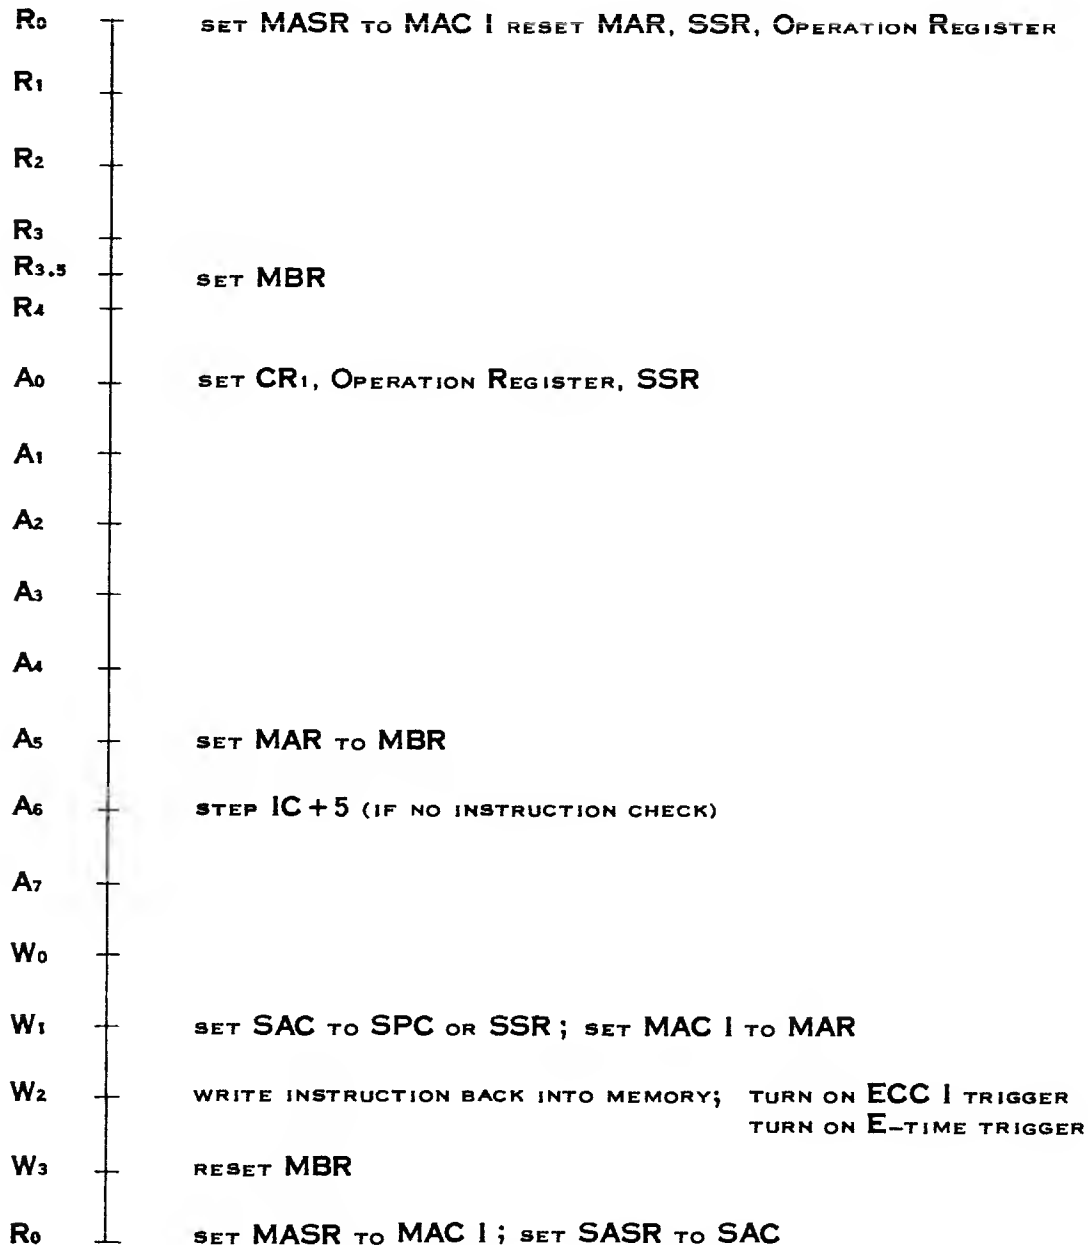 R0 SET MASR TO MAC I RESET MAR, SSR, OPERATION REGISTER
R1
R2
R3
R3.5 SET MBR
R4
A0 SET CR1, OPERATION REGISTER, SSR
A1
A2
A3
A4
A5 SET MAR TO MBR
A6 STEP IC + 5 (IF NO INSTRUCTION CHECK)
A7
W0
W1 SET SAC TO SPC OR SSR; SET MAC I TO MAR
W2 WRITE INSTRUCTION BACK INTO MEMORY; TURN ON ECC I TRIGGER
TURN ON E-TIME TRIGGER
W3 RESET MBR
R0 SET MASR TO MAC I; SET SASR TO SAC